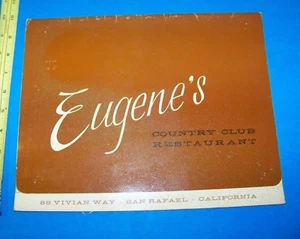 Eugene's
COUNTRY CLUB
RESTAURANT
88 VIVIAN WAY - SAN RAFAEL - CALIFORNIA